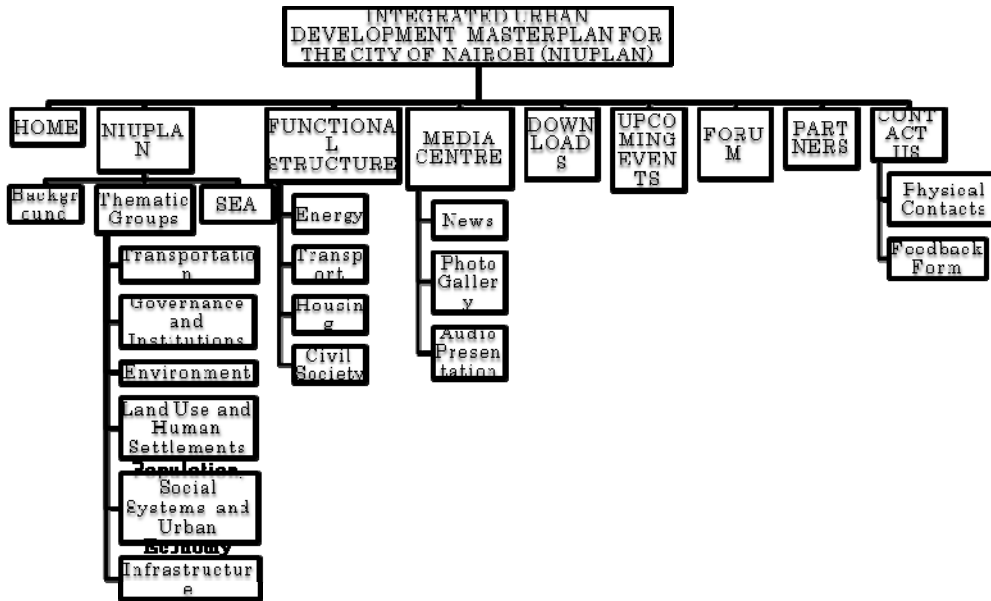 INTEGRATED URBAN
DEVELOPMENT MASTERPLAN FOR
THE CITY OF NAIROBI (NIUPLAN)
HOME
NIUPLA
N
FUNCTIONA
L
STRUCTURE
MEDIA
CENTRE
DOWN
LOAD
S
UPCO
MING
EVEN
TS
FORU
M
PART
NERS
CONT
ACT
US
Backgr
ound
Thematic
Groups
SEA
Transportatio
n
Governance
and
Institutions
Environment
Land Use and
Human
Settlements
Population,
Social
Systems and
Urban
Economy
Infrastructur
e
Energy
Transp
ort
Housin
g
Civil
Society
News
Photo
Galler
y
Audio
Presen
tation
Physical
Contacts
Feedback
Form